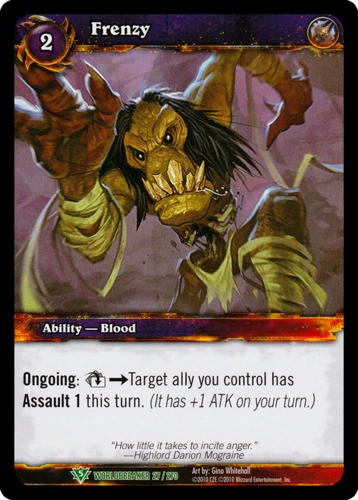 2
Frenzy
Ability — Blood
Ongoing: ➞Target ally you control has
Assault 1 this turn. (It has +1 ATK on your turn.)
"How little it takes to incite anger."
—Highlord Darion Mograine
WORLDBREAKER 27 / 270
Art by: Gino Whitehall
©2010 CZE ©2010 Blizzard Entertainment, Inc.